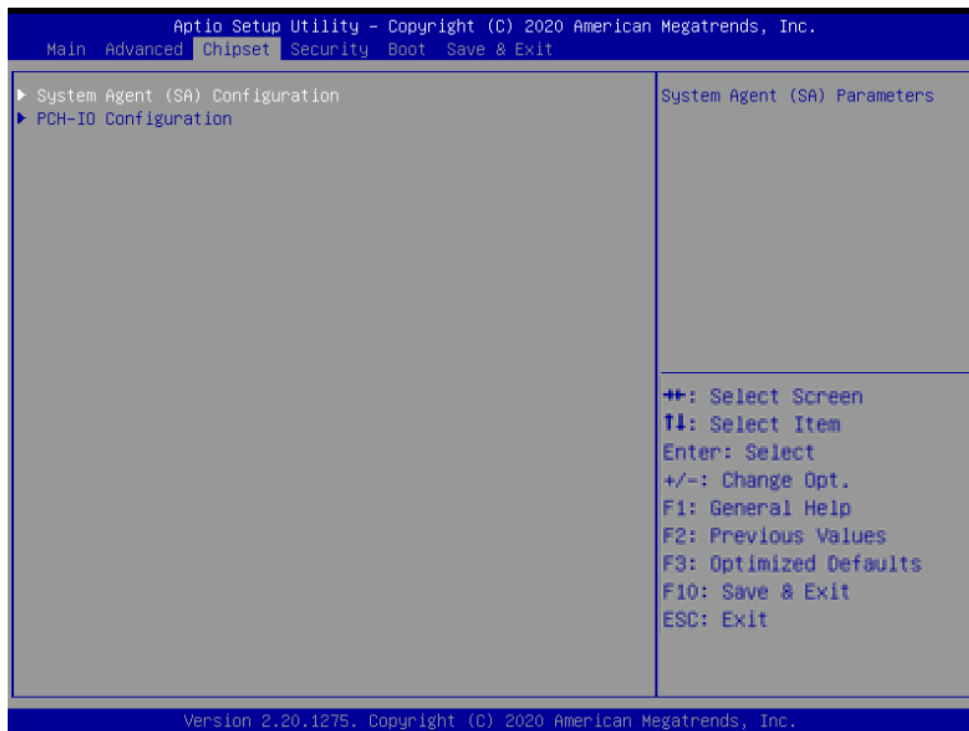 Aptio Setup Utility – Copyright (C) 2020 American Megatrends, Inc.
Main Advanced Chipset Security Boot Save & Exit
▶ System Agent (SA) Configuration
▶ PCH-IO Configuration
System Agent (SA) Parameters
→←: Select Screen
↑↓: Select Item
Enter: Select
+/-: Change Opt.
F1: General Help
F2: Previous Values
F3: Optimized Defaults
F10: Save & Exit
ESC: Exit
Version 2.20.1275. Copyright (C) 2020 American Megatrends, Inc.